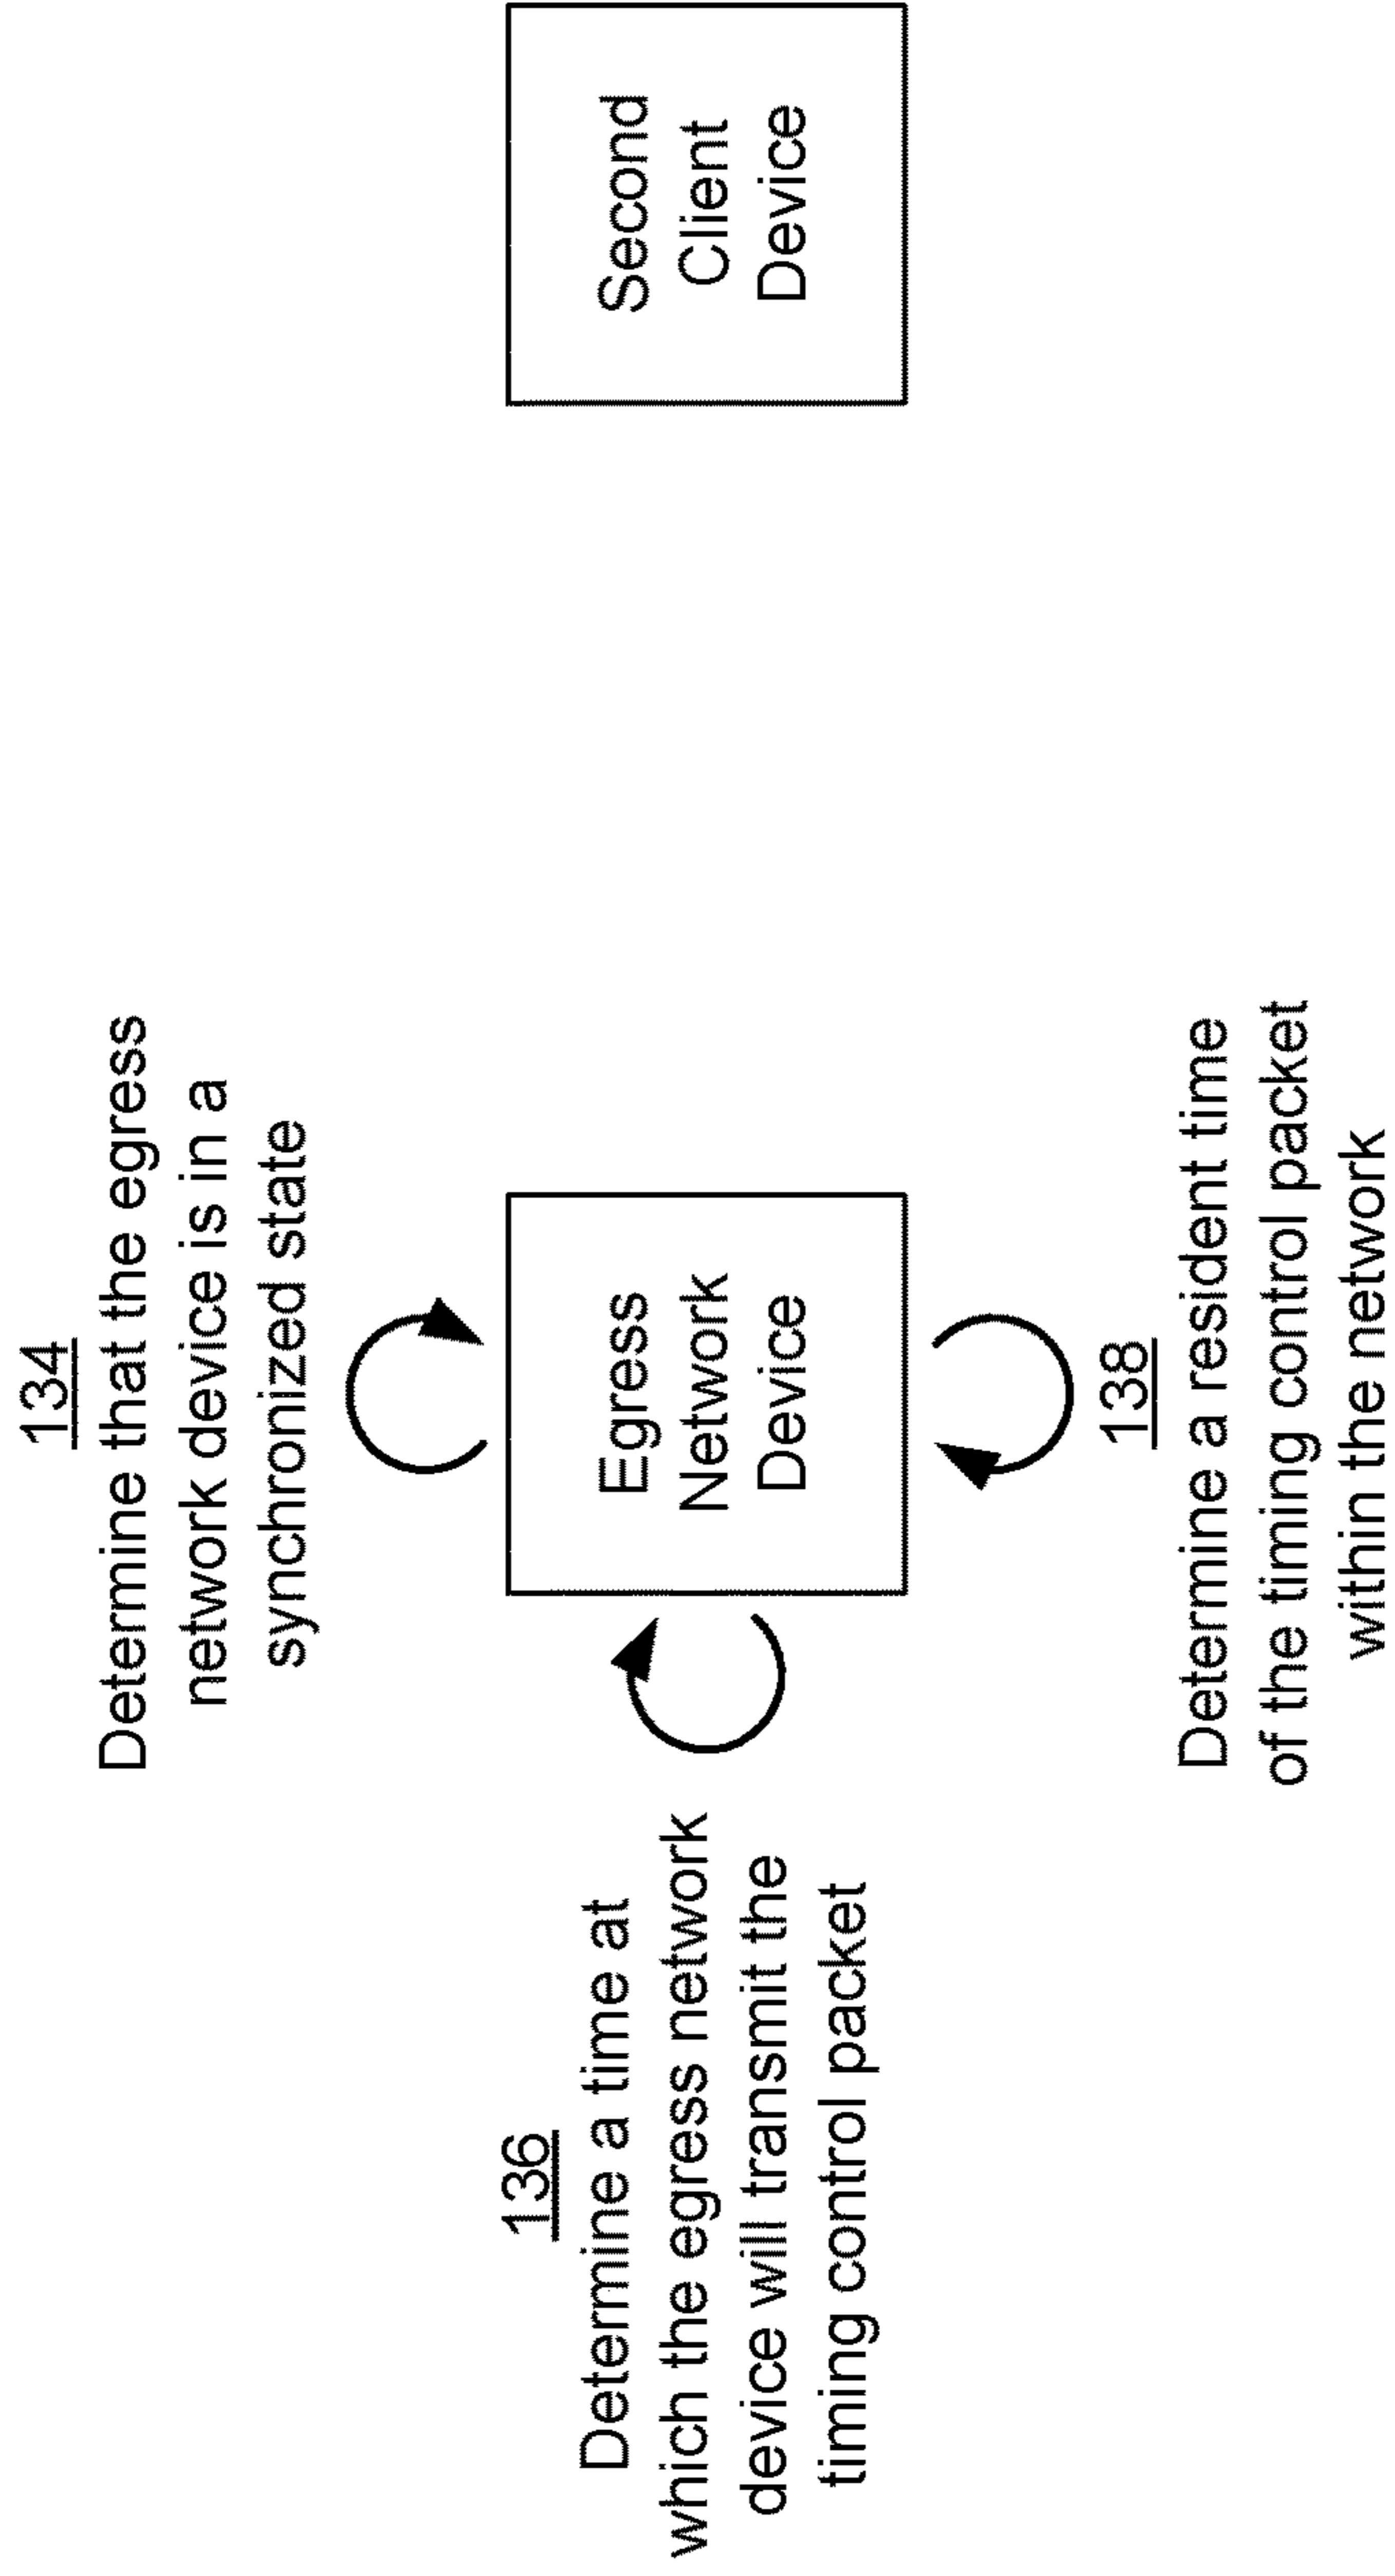 134
Determine that the egress
network device is in a
synchronized state
136
Determine a time at
which the egress network
device will transmit the
timing control packet
Egress
Network
Device
Second
Client
Device
138
Determine a resident time
of the timing control packet
within the network